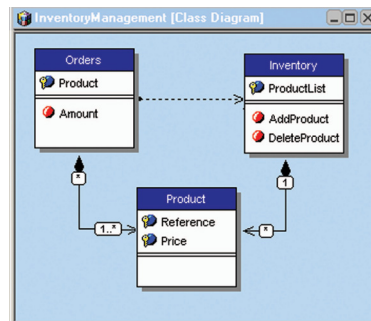 InventoryManagement [Class Diagram]
Orders
Product
Amount
Inventory
ProductList
AddProduct
DeleteProduct
*
1..*
1
*
Product
Reference
Price